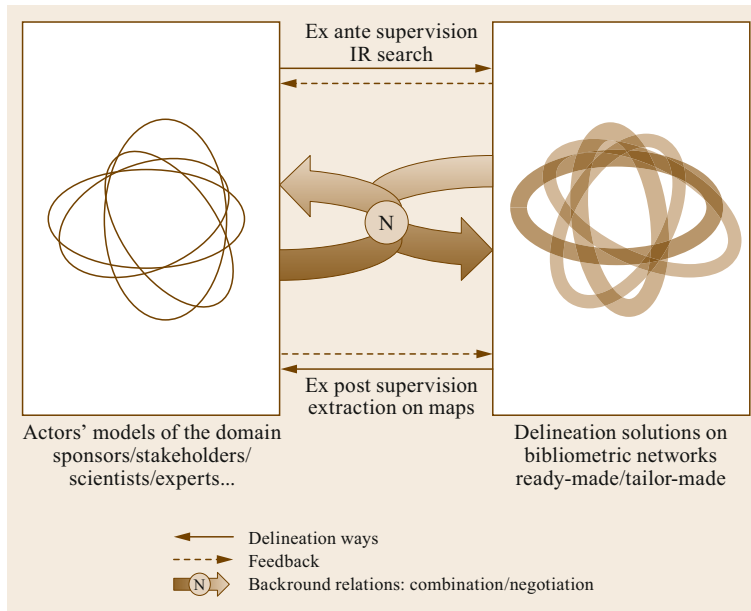 Ex ante supervision
IR search
N
Ex post supervision
extraction on maps
Actors’ models of the domain
sponsors/stakeholders/
scientists/experts...
Delineation solutions on
bibliometric networks
ready-made/tailor-made
Delineation ways
Feedback
N Backround relations: combination/negotiation